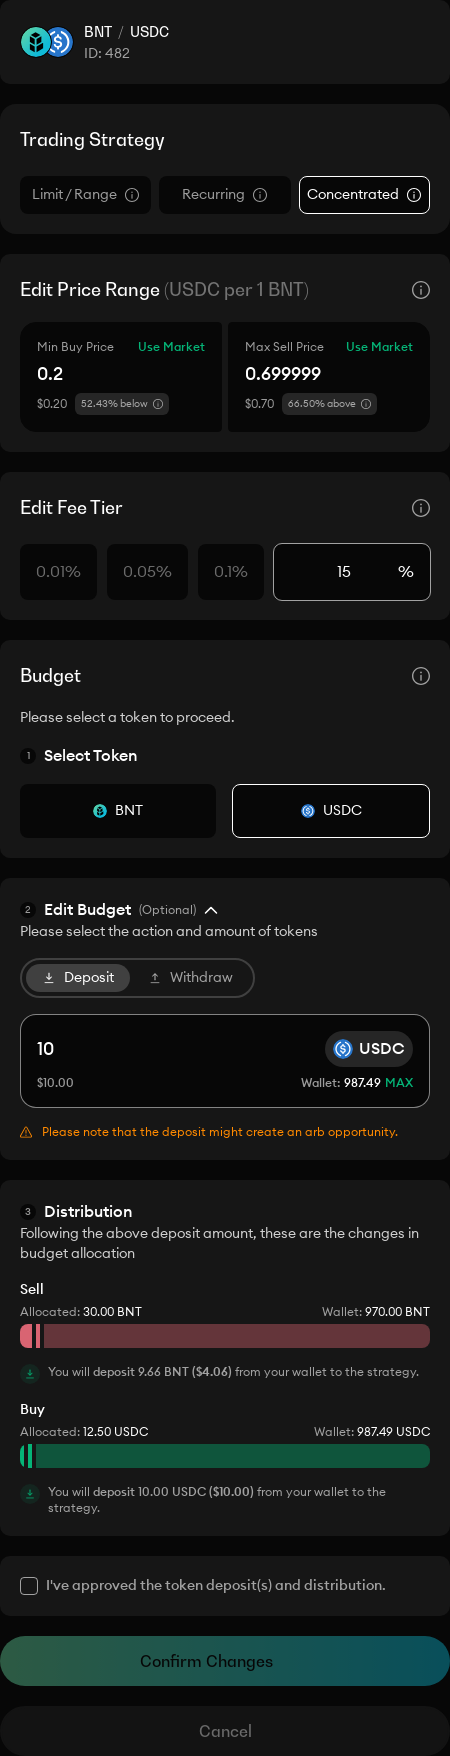 BNT / USDC
ID: 482
Trading Strategy
Limit / Range
Recurring
Concentrated
Edit Price Range (USDC per 1 BNT)
Min Buy Price Use Market
0.2
$0.20 52.43% below
Max Sell Price Use Market
0.699999
$0.70 66.50% above
Edit Fee Tier
0.01% 0.05% 0.1% 15 %
Budget
Please select a token to proceed.
1 Select Token
BNT USDC
2 Edit Budget (Optional)
Please select the action and amount of tokens
Deposit Withdraw
10 USDC
$10.00 Wallet: 987.49 MAX
Please note that the deposit might create an arb opportunity.
3 Distribution
Following the above deposit amount, these are the changes in
budget allocation
Sell
Allocated: 30.00 BNT Wallet: 970.00 BNT
You will deposit 9.66 BNT ($4.06) from your wallet to the strategy.
Buy
Allocated: 12.50 USDC Wallet: 987.49 USDC
You will deposit 10.00 USDC ($10.00) from your wallet to the
strategy.
I've approved the token deposit(s) and distribution.
Confirm Changes
Cancel